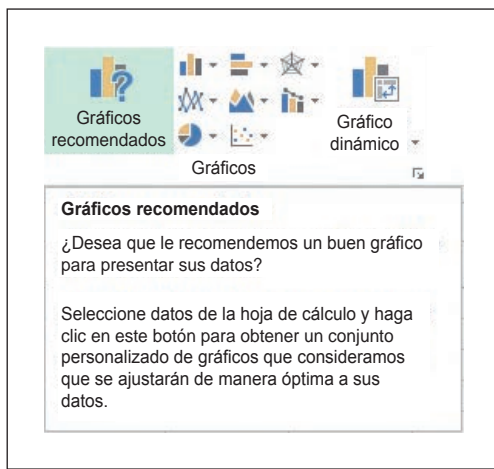 Gráficos
recomendados
Gráfico
dinámico
Gráficos
Gráficos recomendados
¿Desea que le recomendemos un buen gráfico
para presentar sus datos?
Seleccione datos de la hoja de cálculo y haga
clic en este botón para obtener un conjunto
personalizado de gráficos que consideramos
que se ajustarán de manera óptima a sus
datos.